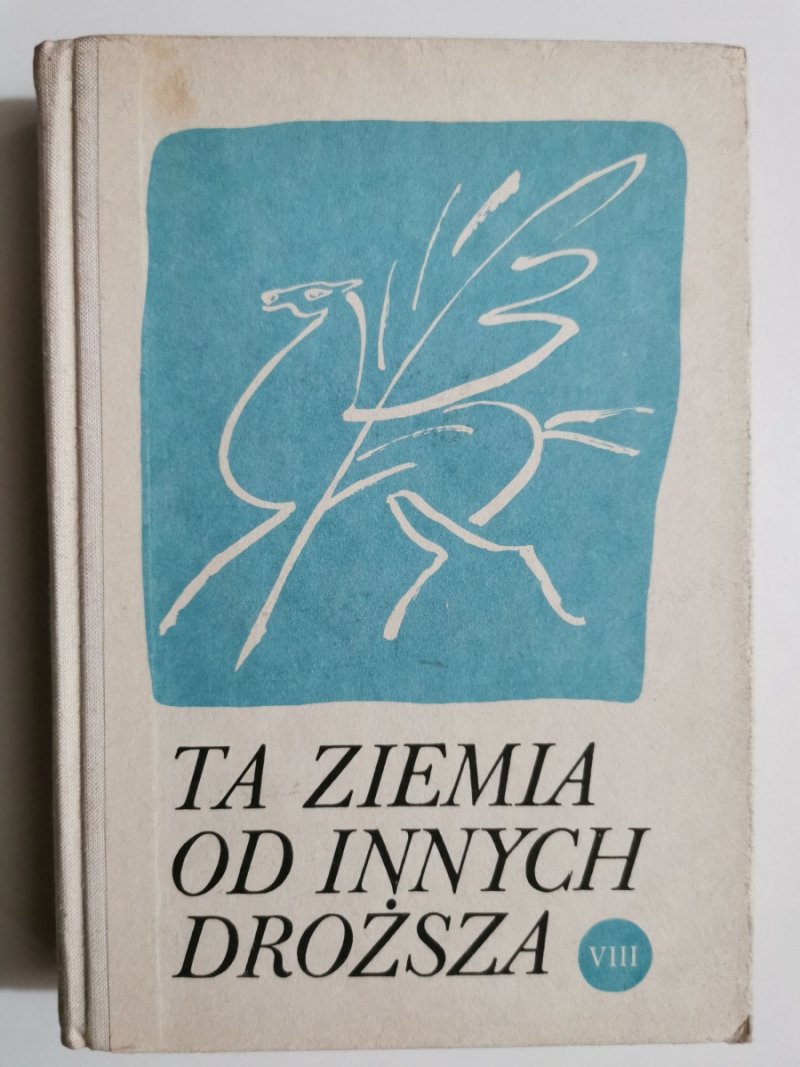 TA ZIEMIA
OD INNYCH
DROŻSZA VIII